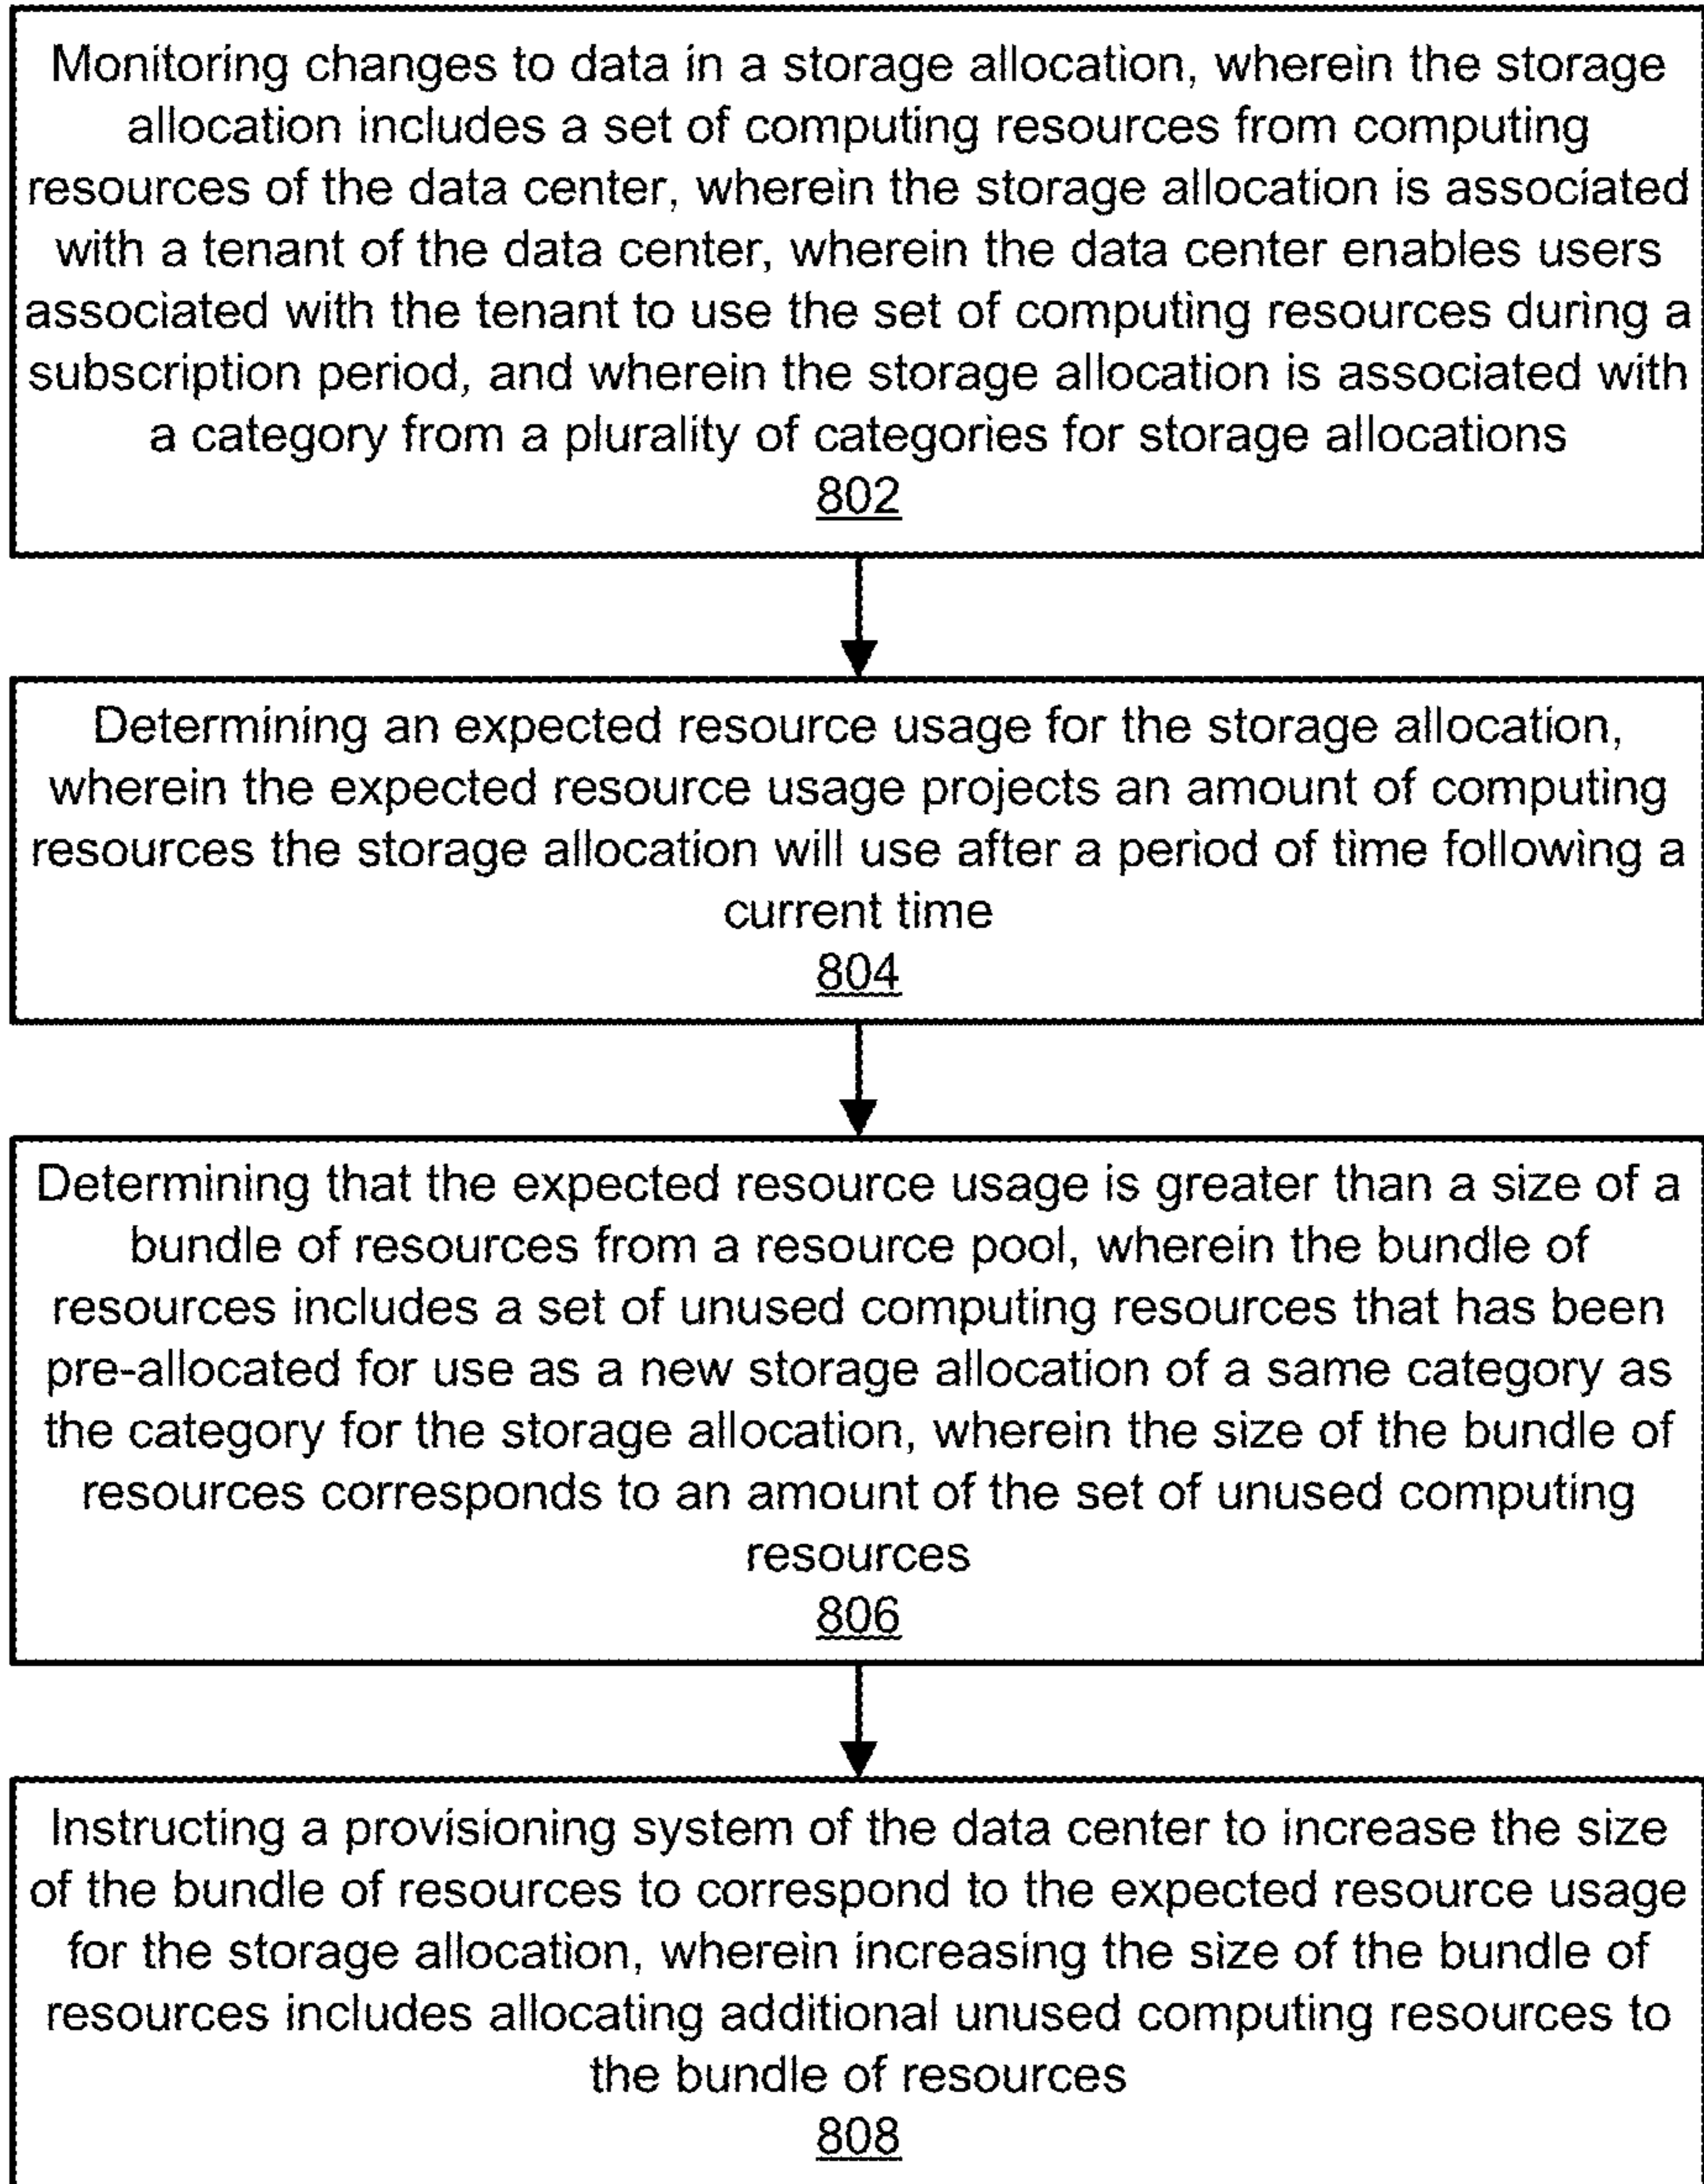 Monitoring changes to data in a storage allocation, wherein the storage
allocation includes a set of computing resources from computing
resources of the data center, wherein the storage allocation is associated
with a tenant of the data center, wherein the data center enables users
associated with the tenant to use the set of computing resources during a
subscription period, and wherein the storage allocation is associated with
a category from a plurality of categories for storage allocations
802
Determining an expected resource usage for the storage allocation,
wherein the expected resource usage projects an amount of computing
resources the storage allocation will use after a period of time following a
current time
804
Determining that the expected resource usage is greater than a size of a
bundle of resources from a resource pool, wherein the bundle of
resources includes a set of unused computing resources that has been
pre-allocated for use as a new storage allocation of a same category as
the category for the storage allocation, wherein the size of the bundle of
resources corresponds to an amount of the set of unused computing
resources
806
Instructing a provisioning system of the data center to increase the size
of the bundle of resources to correspond to the expected resource usage
for the storage allocation, wherein increasing the size of the bundle of
resources includes allocating additional unused computing resources to
the bundle of resources
808